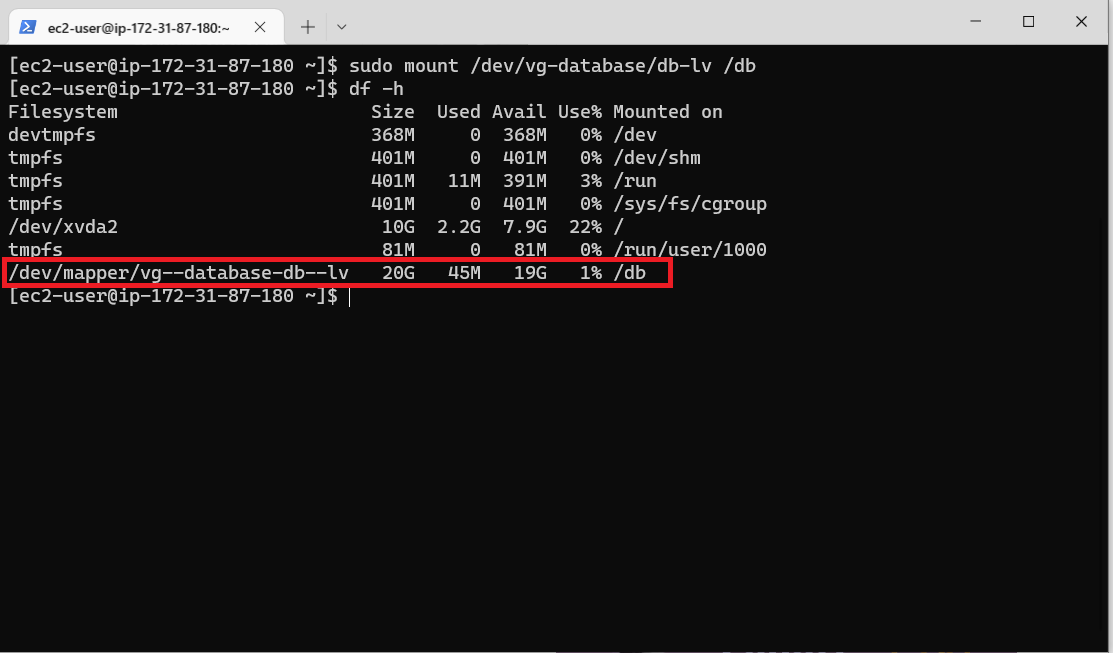 ec2-user@ip-172-31-87-180:~
[ec2-user@ip-172-31-87-180 ~]$ sudo mount /dev/vg-database/db-lv /db
[ec2-user@ip-172-31-87-180 ~]$ df -h
Filesystem                       Size  Used Avail Use% Mounted on
devtmpfs                         368M     0  368M   0% /dev
tmpfs                            401M     0  401M   0% /dev/shm
tmpfs                            401M   11M  391M   3% /run
tmpfs                            401M     0  401M   0% /sys/fs/cgroup
/dev/xvda2                        10G  2.2G  7.9G  22% /
tmpfs                             81M     0   81M   0% /run/user/1000
/dev/mapper/vg--database-db--lv   20G   45M   19G   1% /db
[ec2-user@ip-172-31-87-180 ~]$